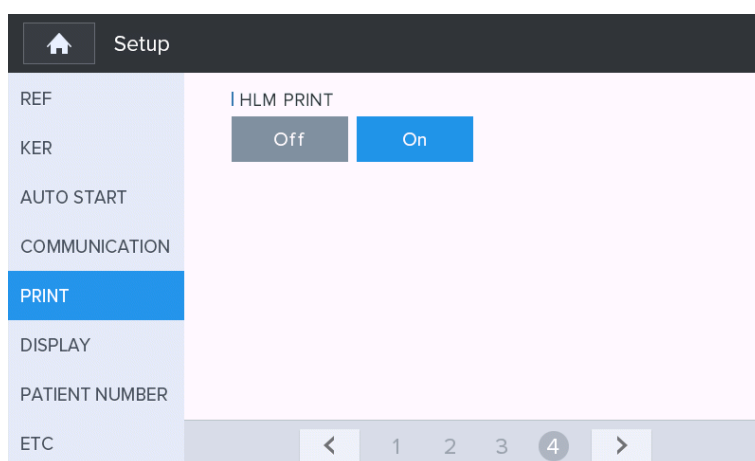 Setup
REF
KER
AUTO START
COMMUNICATION
PRINT
DISPLAY
PATIENT NUMBER
ETC
HLM PRINT
Off On
1 2 3 4